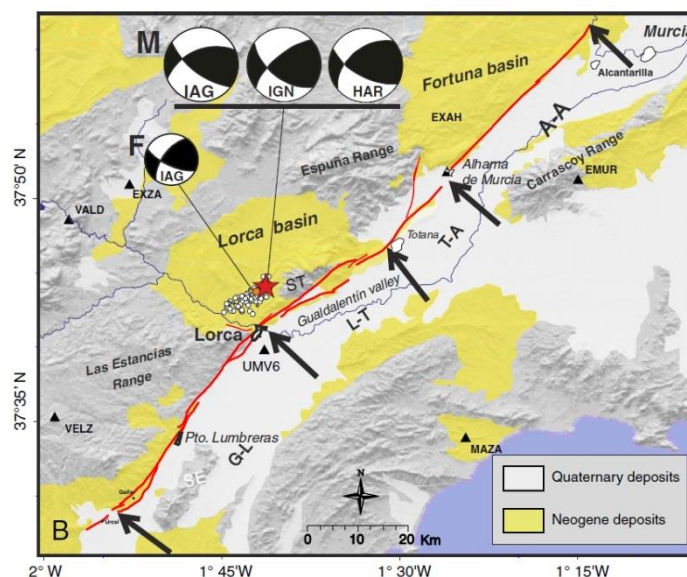 M
IAG
IGN
HAR
F
IAG
Murcia
Alcantarilla
Fortuna basin
EXAH
A-A
Carrascoy Range
EMUR
Espuña Range
Alhama
de Murcia
VALD
EXZA
Lorca basin
T-A
Totana
ST
Gualdalentín valley
L-T
Lorca
UMV6
Las Estancias
Range
VELZ
Pto. Lumbreras
G-L
SE
MAZA
B
N
0 5 10 20
Km
Quaternary deposits
Neogene deposits
37°50' N
37°35'
2° W
1°45'
1°30'
1°15'